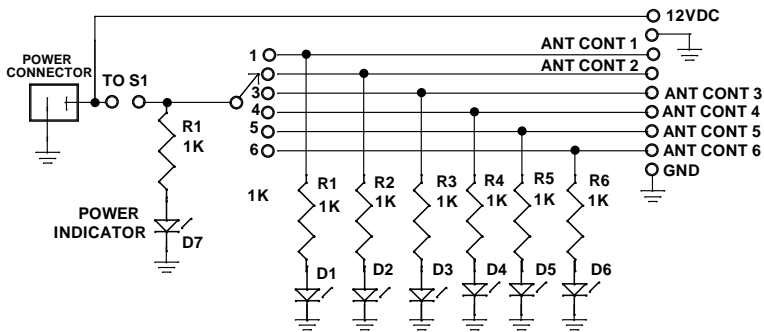 12VDC
POWER
CONNECTOR
TO S1
1
ANT CONT 1
ANT CONT 2
3
ANT CONT 3
4
ANT CONT 4
5
ANT CONT 5
6
ANT CONT 6
GND
R1
1K
POWER
INDICATOR
D7
1K
R1
1K
R2
1K
R3
1K
R4
1K
R5
1K
R6
1K
D1
D2
D3
D4
D5
D6